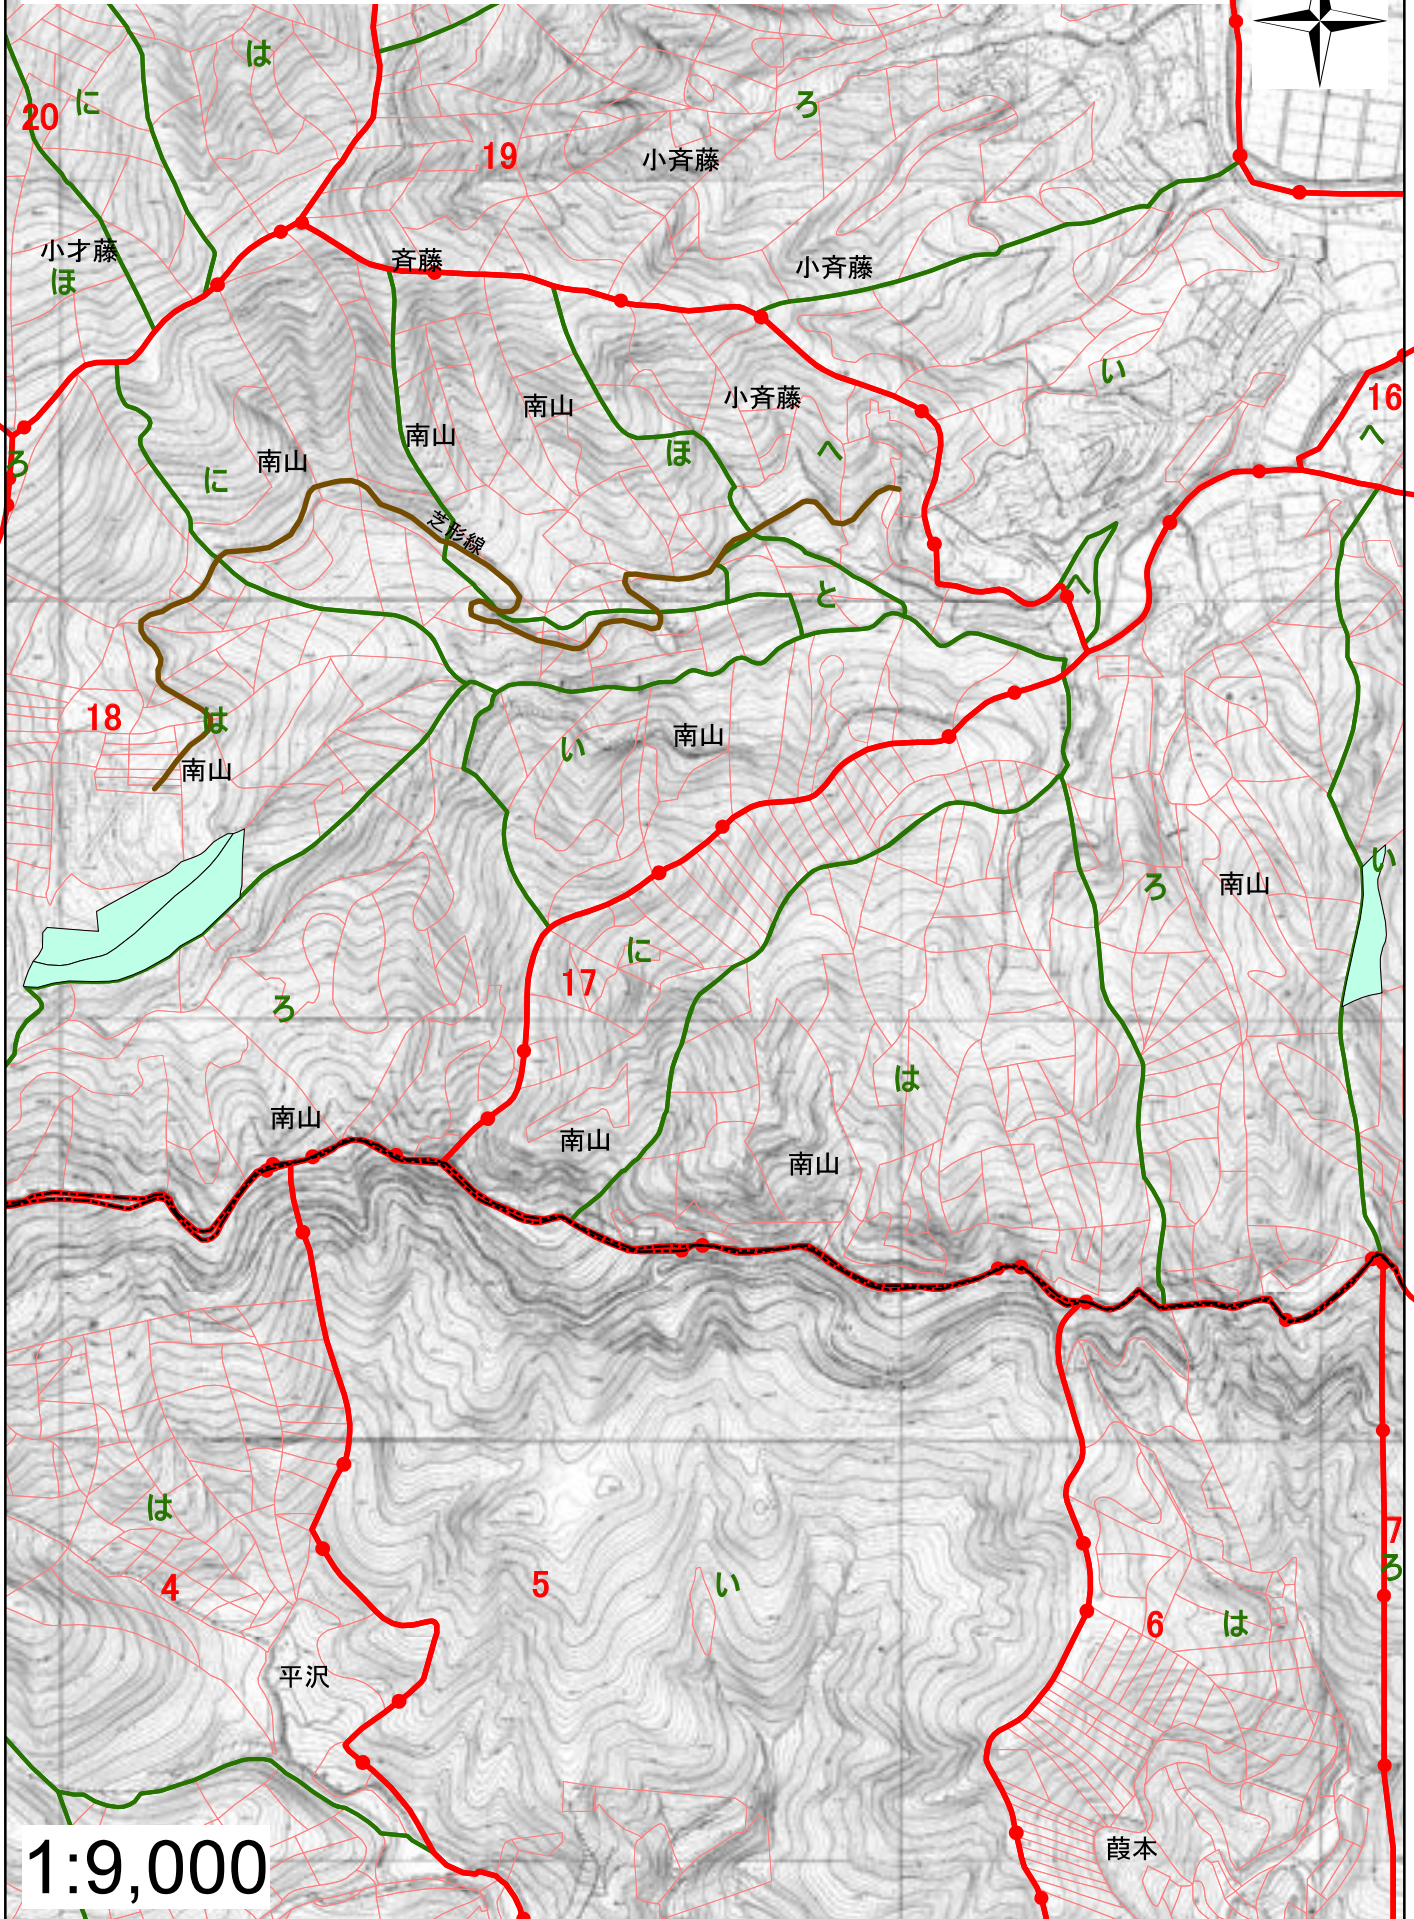 は
に
20
ろ
19
小斉藤
小才藤
ほ
斉藤
小斉藤
い
16
南山
小斉藤
へ
南山
ほ
へ
南山
ろ
に
芝形線
と
へ
18
は
南山
い
南山
い
ろ
南山
に
17
ろ
は
南山
南山
南山
は
7
ろ
4
5
い
6
は
平沢
葭本
1:9,000